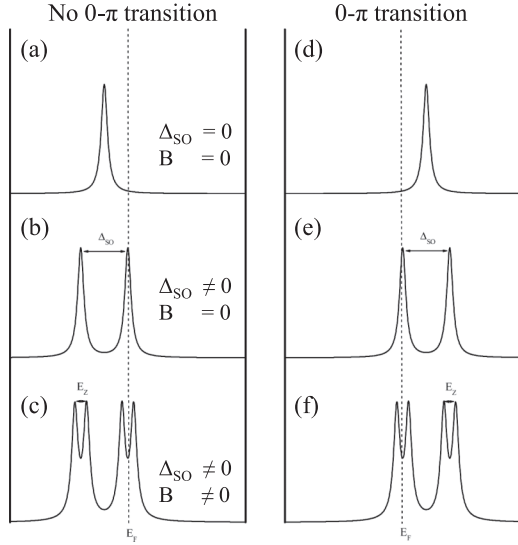 No 0-π transition
0-π transition
(a)
(d)
Δ_SO = 0
B = 0
(b)
(e)
Δ_SO
Δ_SO
Δ_SO ≠ 0
B = 0
(c)
(f)
E_Z
E_Z
Δ_SO ≠ 0
B ≠ 0
E_F
E_F